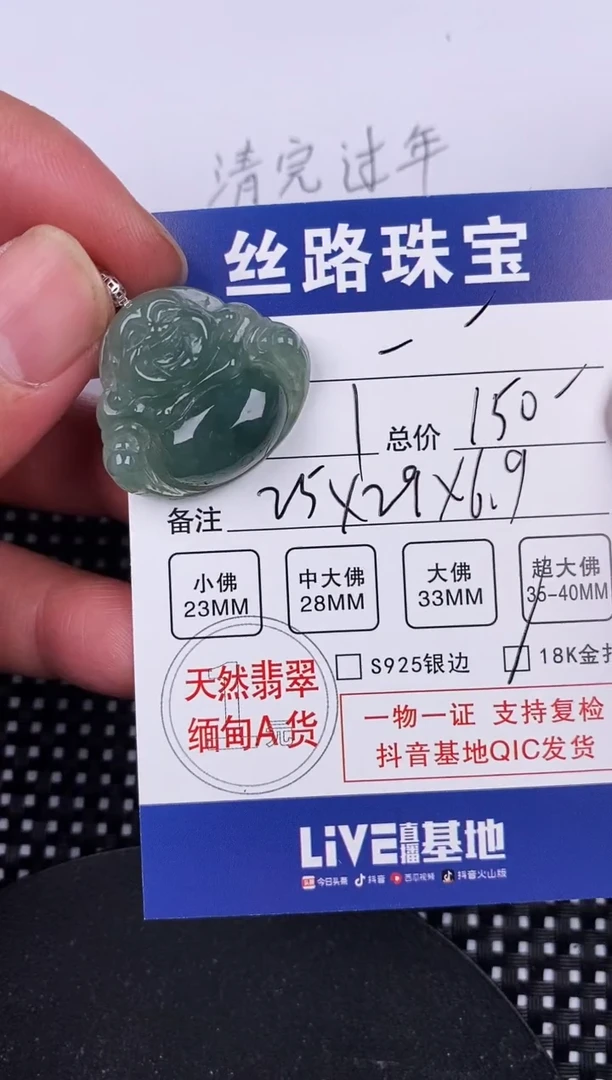 清完过年
丝路珠宝
1 总价 150
备注 25X29X6.9
小佛 中大佛 大佛 超大佛
23MM 28MM 33MM 35-40MM
S925银边 18K金
天然翡翠
缅甸A货
一物一证 支持复检
抖音基地QIC发货
LiVE直播基地
今日头条 抖音 西瓜视频 抖音火山版